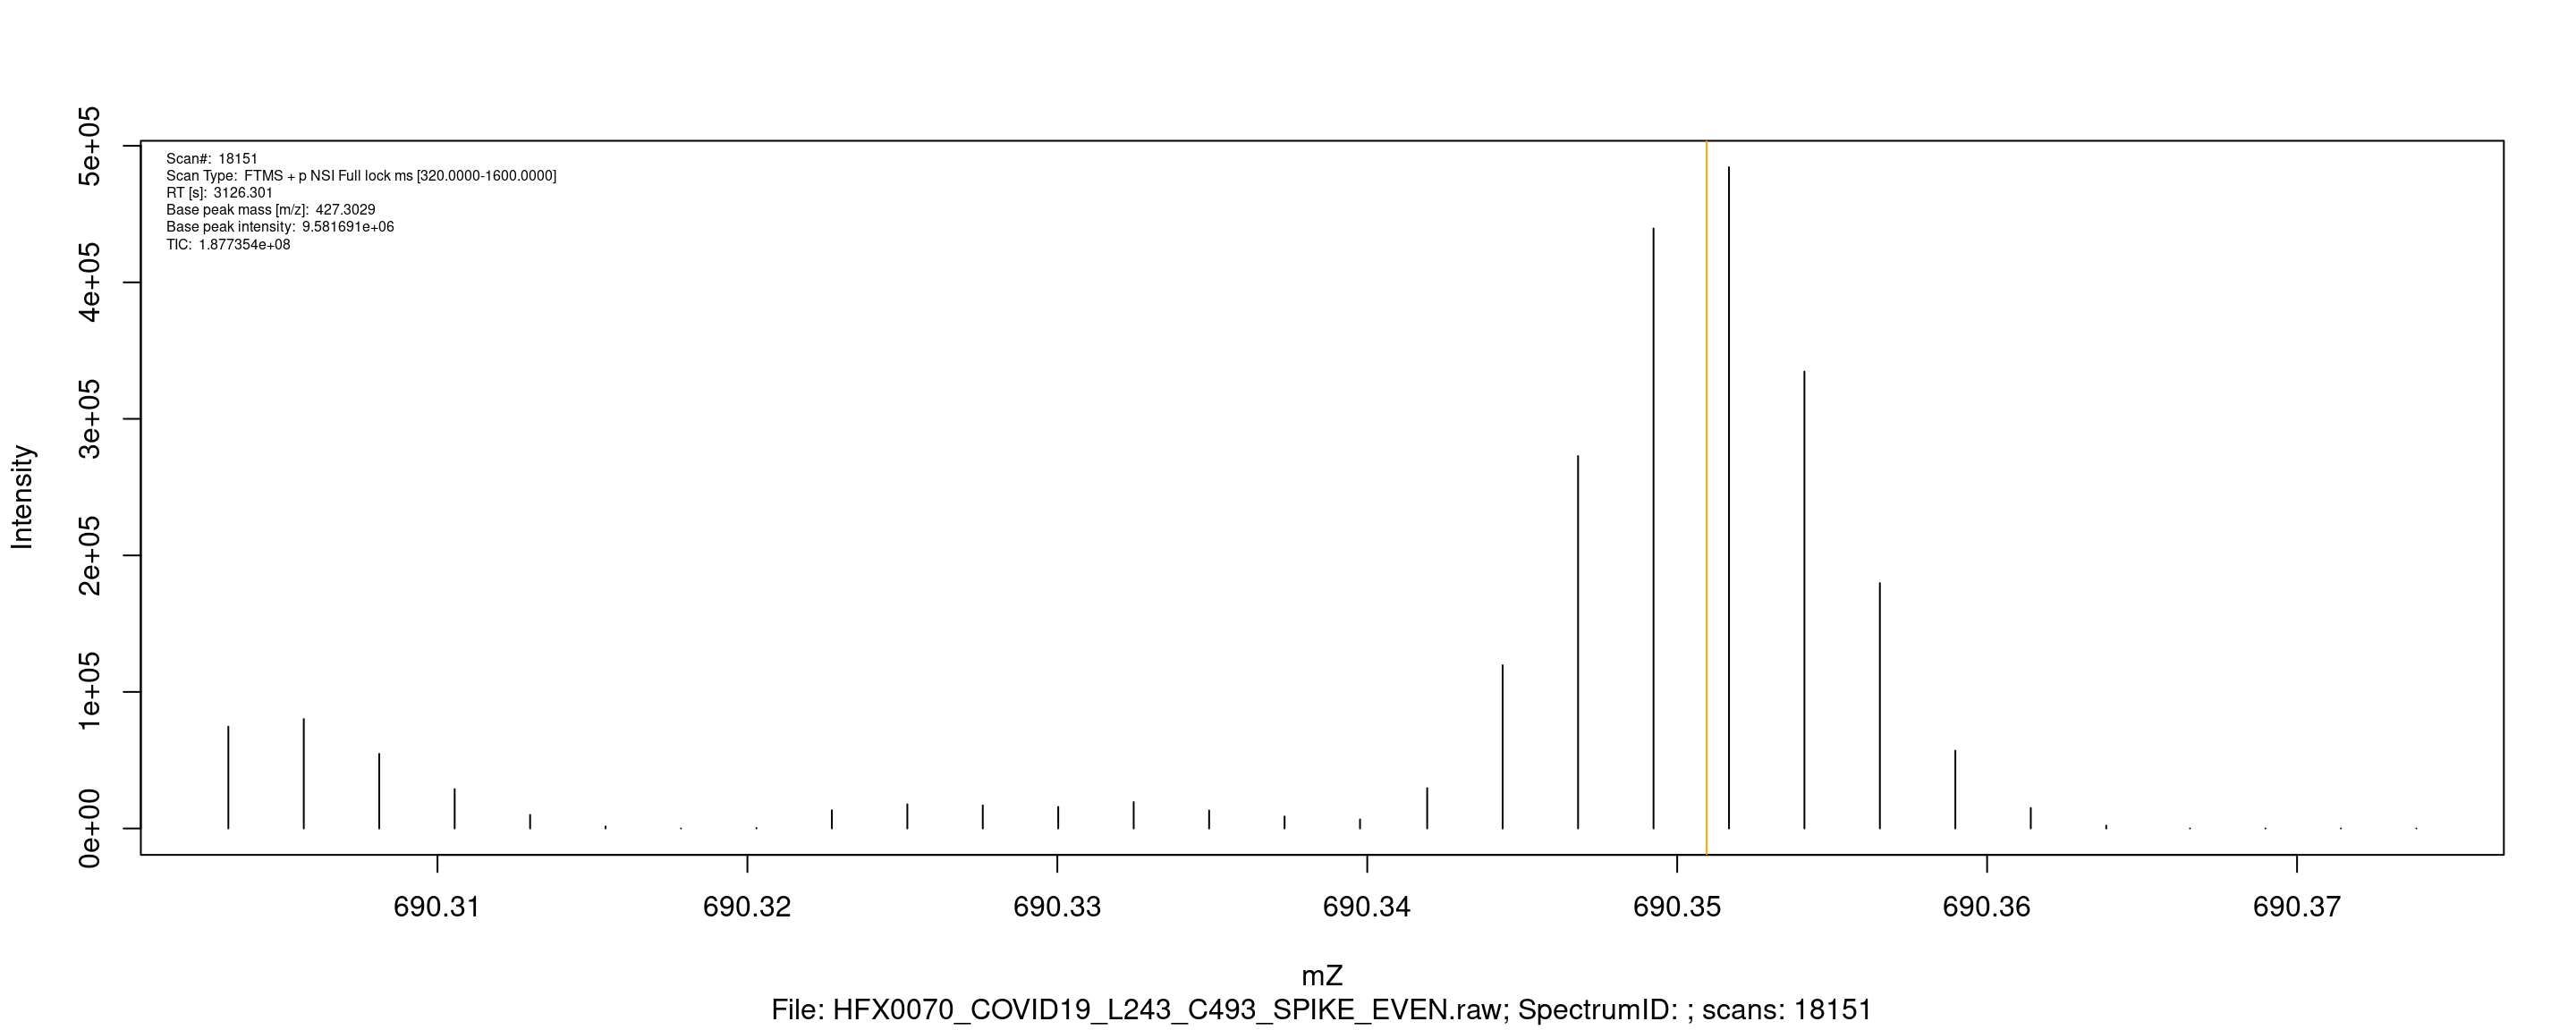 Scan#: 18151
Scan Type: FTMS + p NSI Full lock ms [320.0000-1600.0000]
RT [s]: 3126.301
Base peak mass [m/z]: 427.3029
Base peak intensity: 9.581691e+06
TIC: 1.877354e+08
5e+05
4e+05
3e+05
2e+05
1e+05
0e+00
Intensity
690.31 690.32 690.33 690.34 690.35 690.36 690.37
mZ
File: HFX0070_COVID19_L243_C493_SPIKE_EVEN.raw; SpectrumID: ; scans: 18151